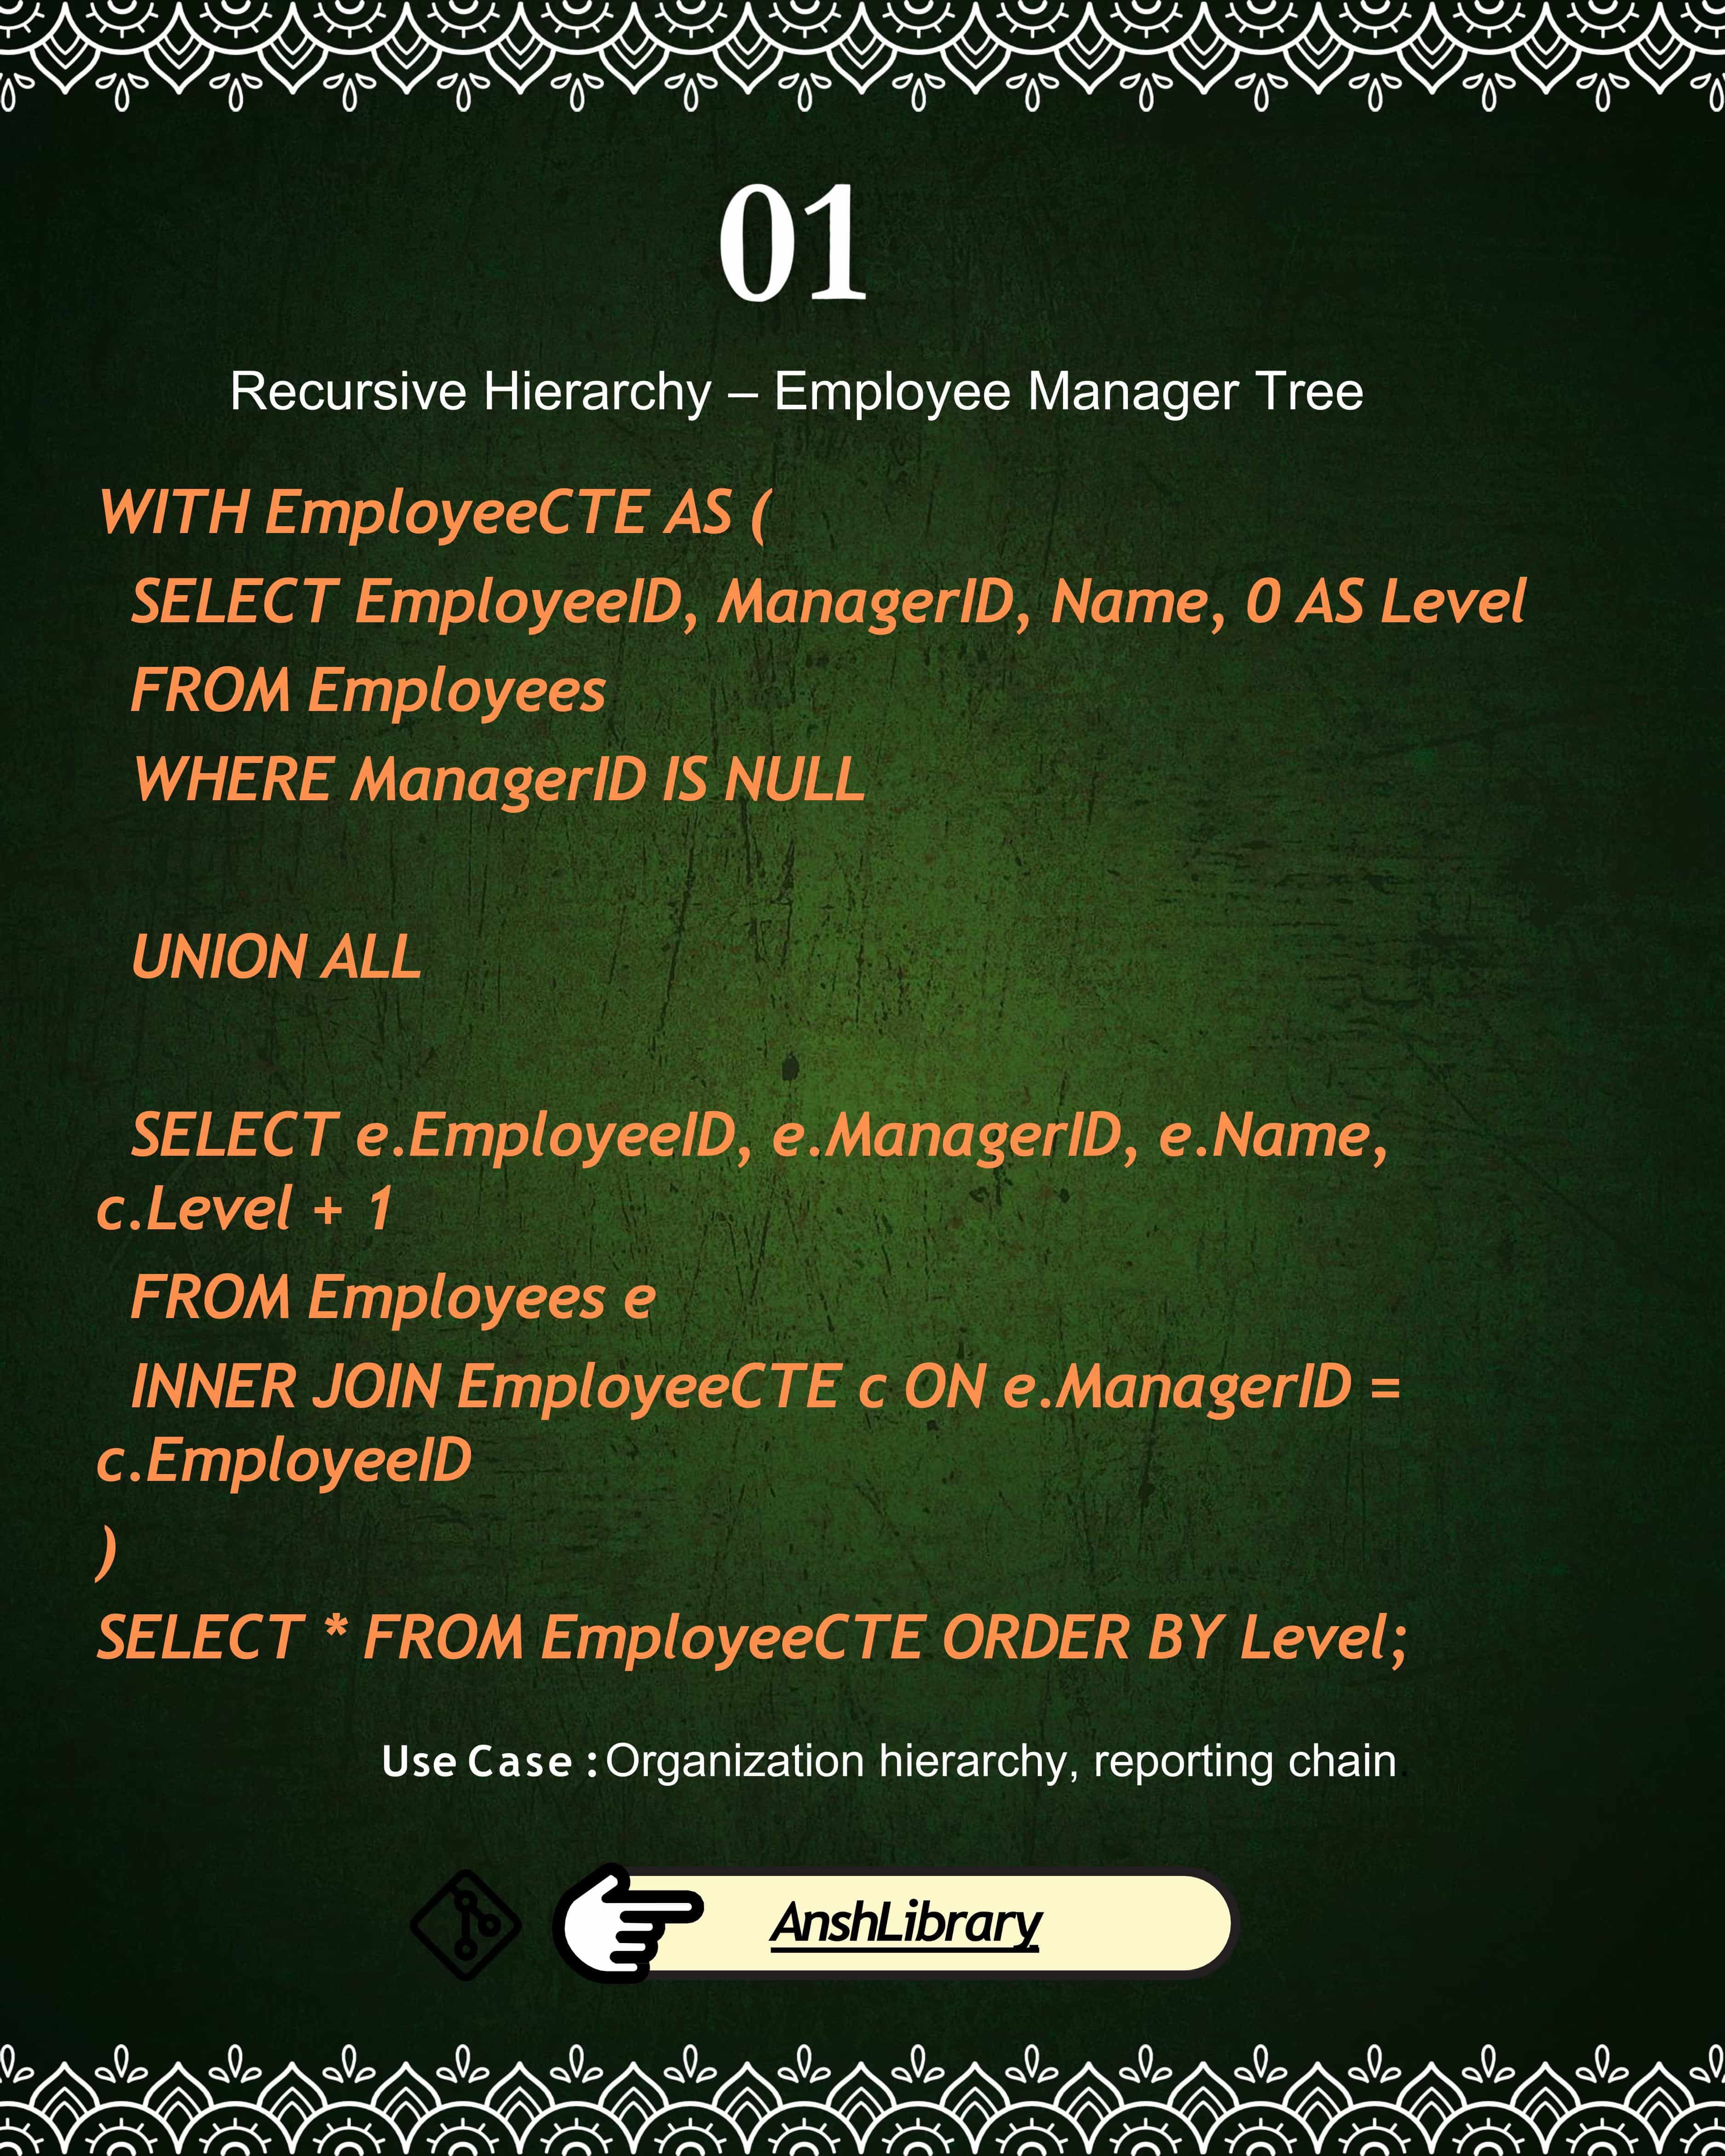 01
Recursive Hierarchy – Employee Manager Tree
WITH EmployeeCTE AS (
SELECT EmployeeID, ManagerID, Name, 0 AS Level
FROM Employees
WHERE ManagerID IS NULL
UNION ALL
SELECT e.EmployeeID, e.ManagerID, e.Name,
c.Level + 1
FROM Employees e
INNER JOIN EmployeeCTE c ON e.ManagerID =
c.EmployeeID
)
SELECT * FROM EmployeeCTE ORDER BY Level;
Use Case : Organization hierarchy, reporting chain.
AnshLibrary